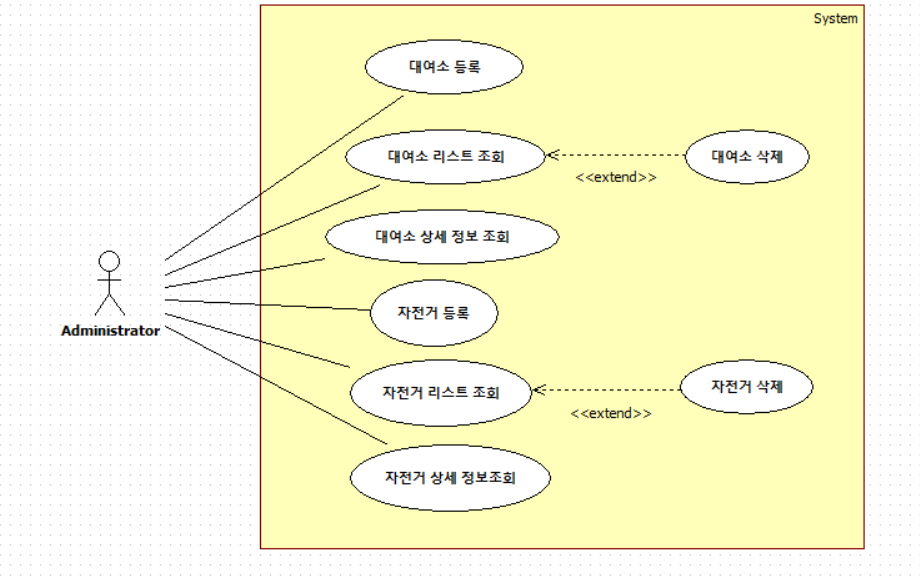 System
대여소 등록
대여소 리스트 조회
대여소 삭제
<<extend>>
대여소 상세 정보 조회
Administrator
자전거 등록
자전거 리스트 조회
자전거 삭제
<<extend>>
자전거 상세 정보조회